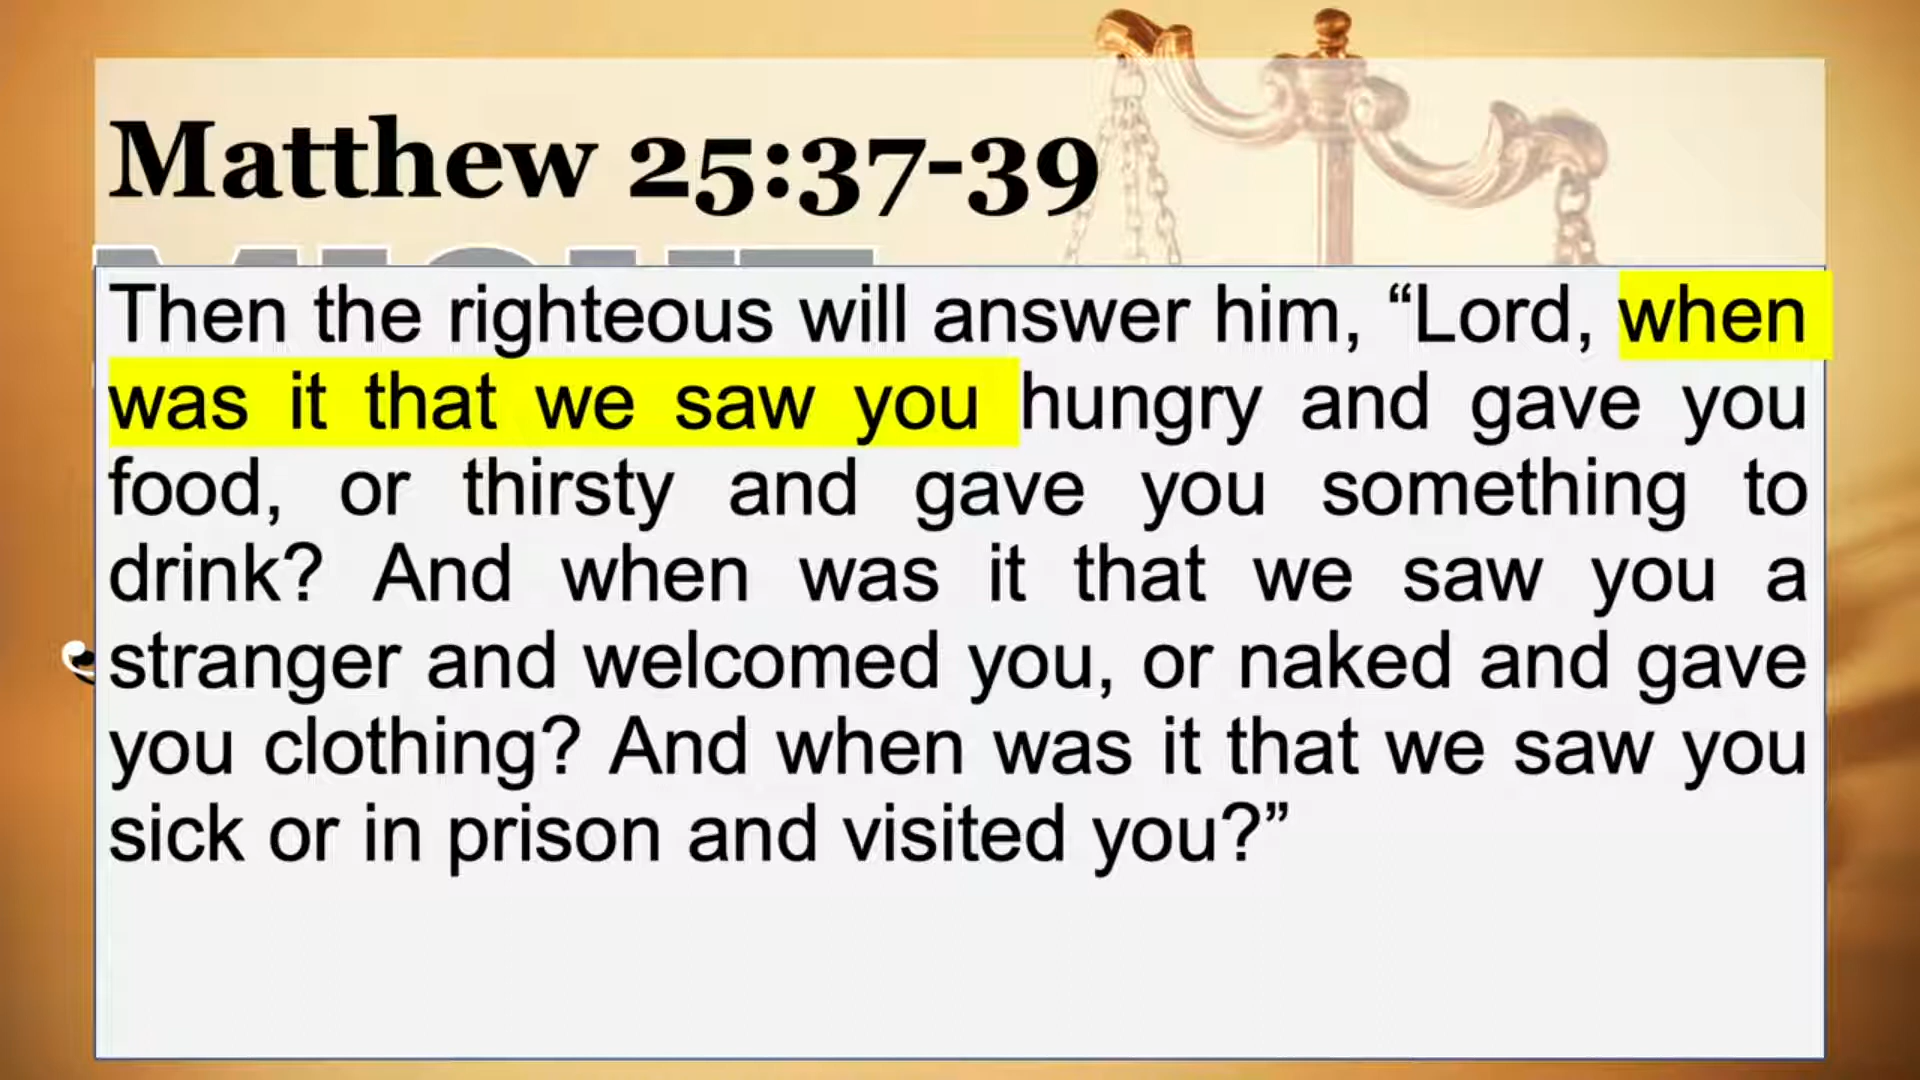 Matthew 25:37-39
Then the righteous will answer him, “Lord, when
was it that we saw you hungry and gave you
food, or thirsty and gave you something to
drink? And when was it that we saw you a
stranger and welcomed you, or naked and gave
you clothing? And when was it that we saw you
sick or in prison and visited you?”